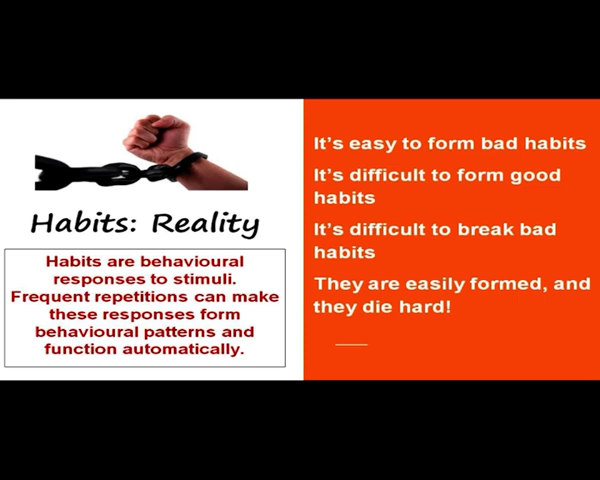 Habits: Reality
Habits are behavioural
responses to stimuli.
Frequent repetitions can make
these responses form
behavioural patterns and
function automatically.
It's easy to form bad habits
It's difficult to form good
habits
It's difficult to break bad
habits
They are easily formed, and
they die hard!